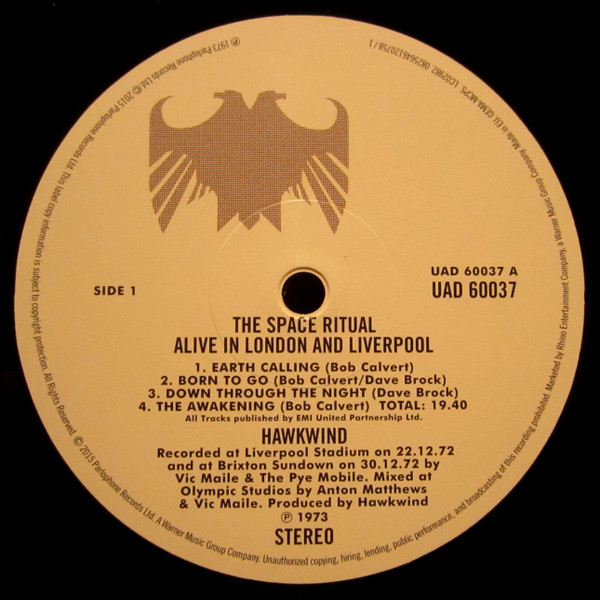 ℗ 1973 Parlophone Records Ltd. © 2015 Parlophone Records Ltd. This label copy information is subject to copyright protection. All Rights Reserved. © 2015 Parlophone Records Ltd. A Warner Music Group Company. Unauthorized copying, hiring, lending, public performance, and broadcasting of this recording prohibited. Marketed by Rhino Entertainment Company, a Warner Music Group Company. Made in EU. GEMA-MCPS. LC02982. 0825646120758 / 1
SIDE 1
UAD 60037 A
UAD 60037
THE SPACE RITUAL
ALIVE IN LONDON AND LIVERPOOL
1. EARTH CALLING (Bob Calvert)
2. BORN TO GO (Bob Calvert/Dave Brock)
3. DOWN THROUGH THE NIGHT (Dave Brock)
4. THE AWAKENING (Bob Calvert) TOTAL: 19.40
All Tracks published by EMI United Partnership Ltd.
HAWKWIND
Recorded at Liverpool Stadium on 22.12.72
and at Brixton Sundown on 30.12.72 by
Vic Maile & The Pye Mobile. Mixed at
Olympic Studios by Anton Matthews
& Vic Maile. Produced by Hawkwind
℗ 1973
STEREO